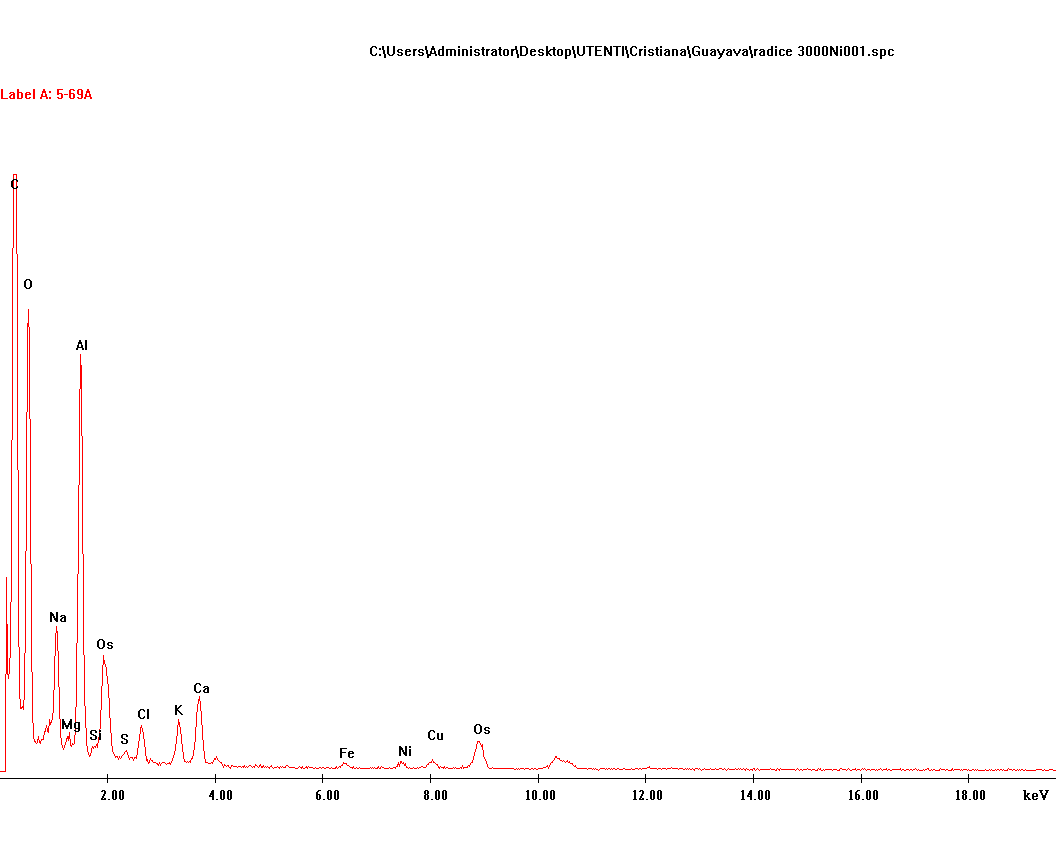 C:\Users\Administrator\Desktop\UTENTI\Cristiana\Guayava\radice 3000Ni001.spc
Label A: 5-69A
C
O
Al
Na
Os
Ca
K
Cl
Mg
Os
Si
Cu
S
Ni
Fe
2.00 4.00 6.00 8.00 10.00 12.00 14.00 16.00 18.00 keV